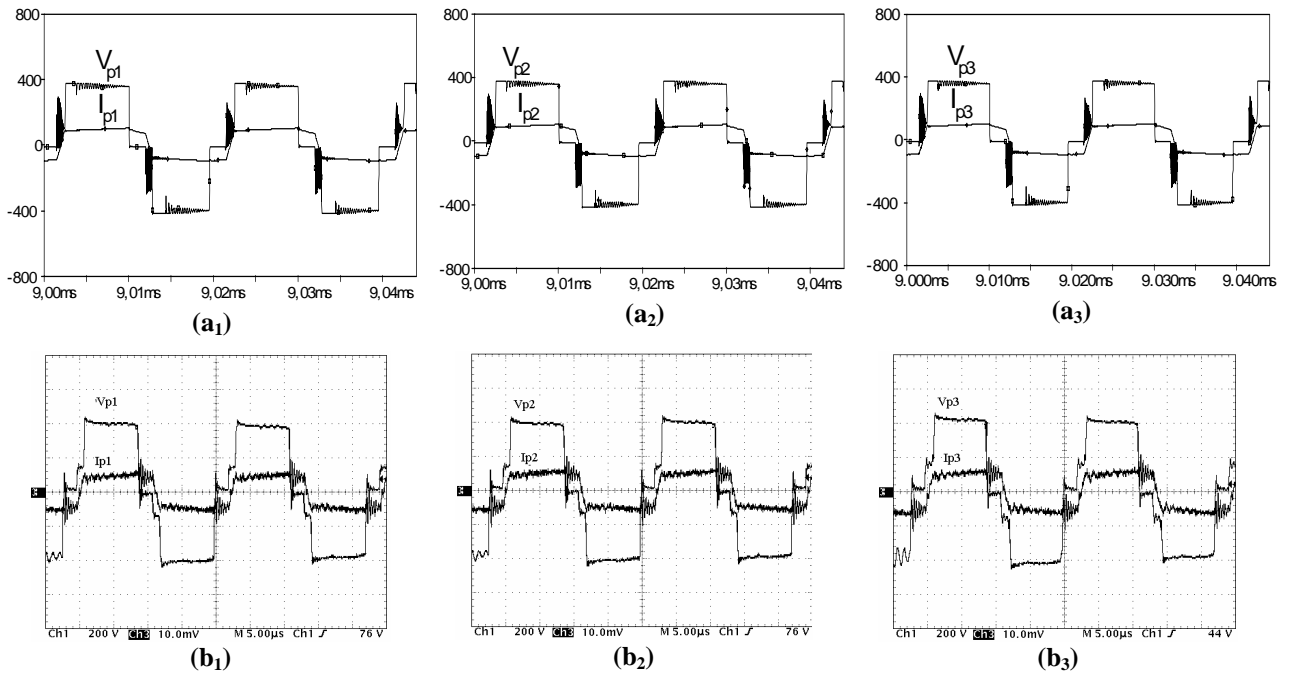 800
400
0
-400
-800
Vp1
Ip1
9,00ms 9,01ms 9,02ms 9,03ms 9,04ms
(a1)
800
400
0
-400
-800
Vp2
Ip2
9,00ms 9,01ms 9,02ms 9,03ms 9,04ms
(a2)
800
400
0
-400
-800
Vp3
Ip3
9.000ms 9.010ms 9.020ms 9.030ms 9.040ms
(a3)
Vp1
Ip1
Ch1 200 V Ch3 10.0mV M 5.00µs Ch1 76 V
(b1)
Vp2
Ip2
Ch1 200 V Ch3 10.0mV M 5.00µs Ch1 76 V
(b2)
Vp3
Ip3
Ch1 200 V Ch3 10.0mV M 5.00µs Ch1 44 V
(b3)